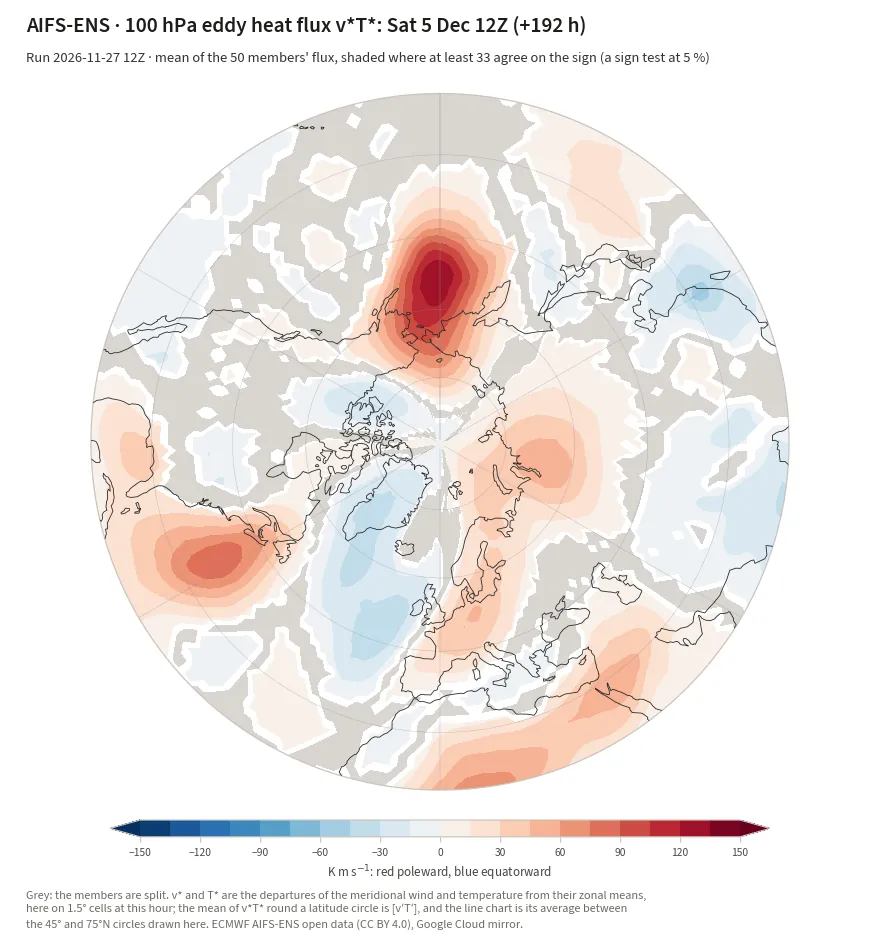 AIFS-ENS · 100 hPa eddy heat flux v*T*: Sat 5 Dec 12Z (+192 h)
Run 2026-11-27 12Z · mean of the 50 members' flux, shaded where at least 33 agree on the sign (a sign test at 5 %)
−150 −120 −90 −60 −30 0 30 60 90 120 150
K m s⁻¹: red poleward, blue equatorward
Grey: the members are split. v* and T* are the departures of the meridional wind and temperature from their zonal means,
here on 1.5° cells at this hour; the mean of v*T* round a latitude circle is [v'T'], and the line chart is its average between
the 45° and 75°N circles drawn here. ECMWF AIFS-ENS open data (CC BY 4.0), Google Cloud mirror.